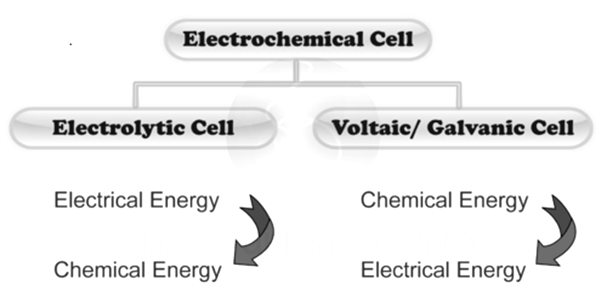 Electrochemical Cell
Electrolytic Cell
Voltaic/ Galvanic Cell
Electrical Energy
Chemical Energy
Chemical Energy
Electrical Energy